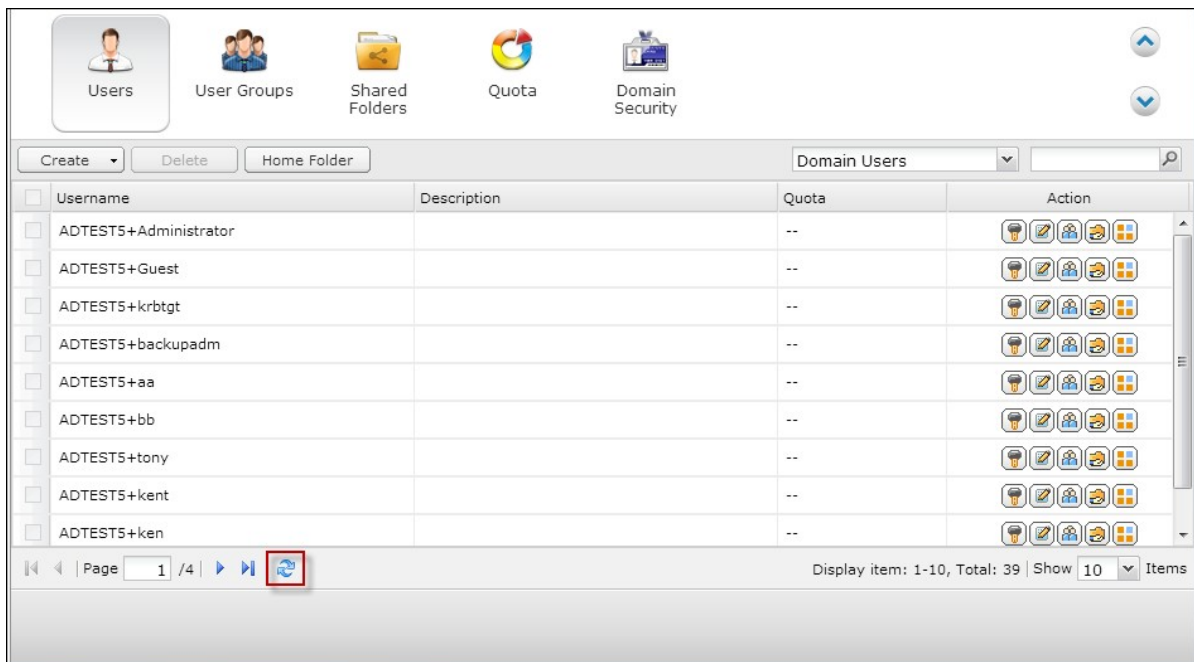 Users User Groups Shared Folders Quota Domain Security
Create Delete Home Folder Domain Users
Username Description Quota Action
ADTEST5+Administrator --
ADTEST5+Guest --
ADTEST5+krbtgt --
ADTEST5+backupadm --
ADTEST5+aa --
ADTEST5+bb --
ADTEST5+tony --
ADTEST5+kent --
ADTEST5+ken --
Page 1 /4 Display item: 1-10, Total: 39 Show 10 Items